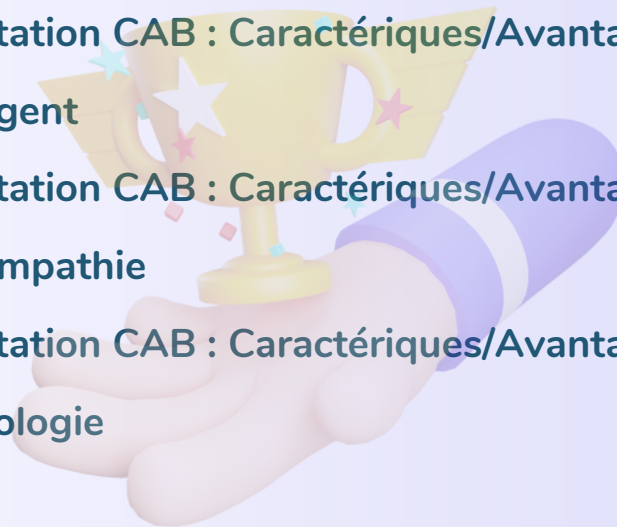 tation CAB : Caractériques/Avanta
gent
tation CAB : Caractériques/Avanta
mpathie
tation CAB : Caractériques/Avanta
ologie